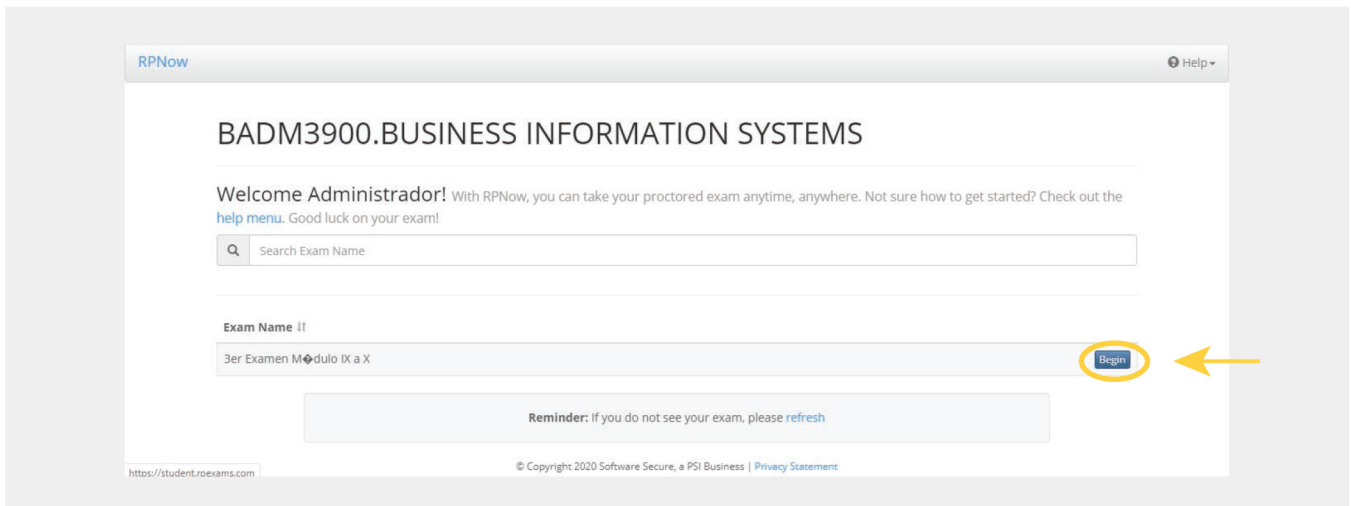 RPNow
Help
BADM3900.BUSINESS INFORMATION SYSTEMS
Welcome Administrador! With RPNow, you can take your proctored exam anytime, anywhere. Not sure how to get started? Check out the
help menu. Good luck on your exam!
Search Exam Name
Exam Name
3er Examen M�dulo IX a X
Begin
Reminder: If you do not see your exam, please refresh
© Copyright 2020 Software Secure, a PSI Business | Privacy Statement
https://student.rpexams.com